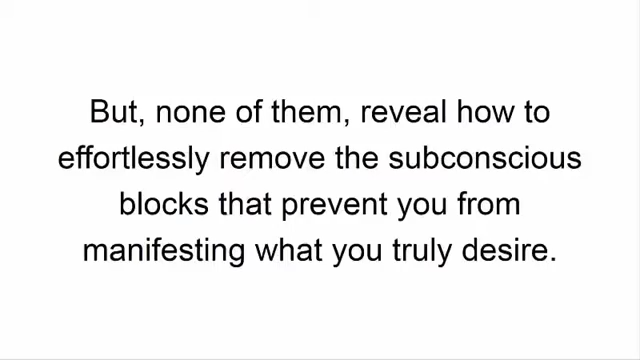 But, none of them, reveal how to
effortlessly remove the subconscious
blocks that prevent you from
manifesting what you truly desire.